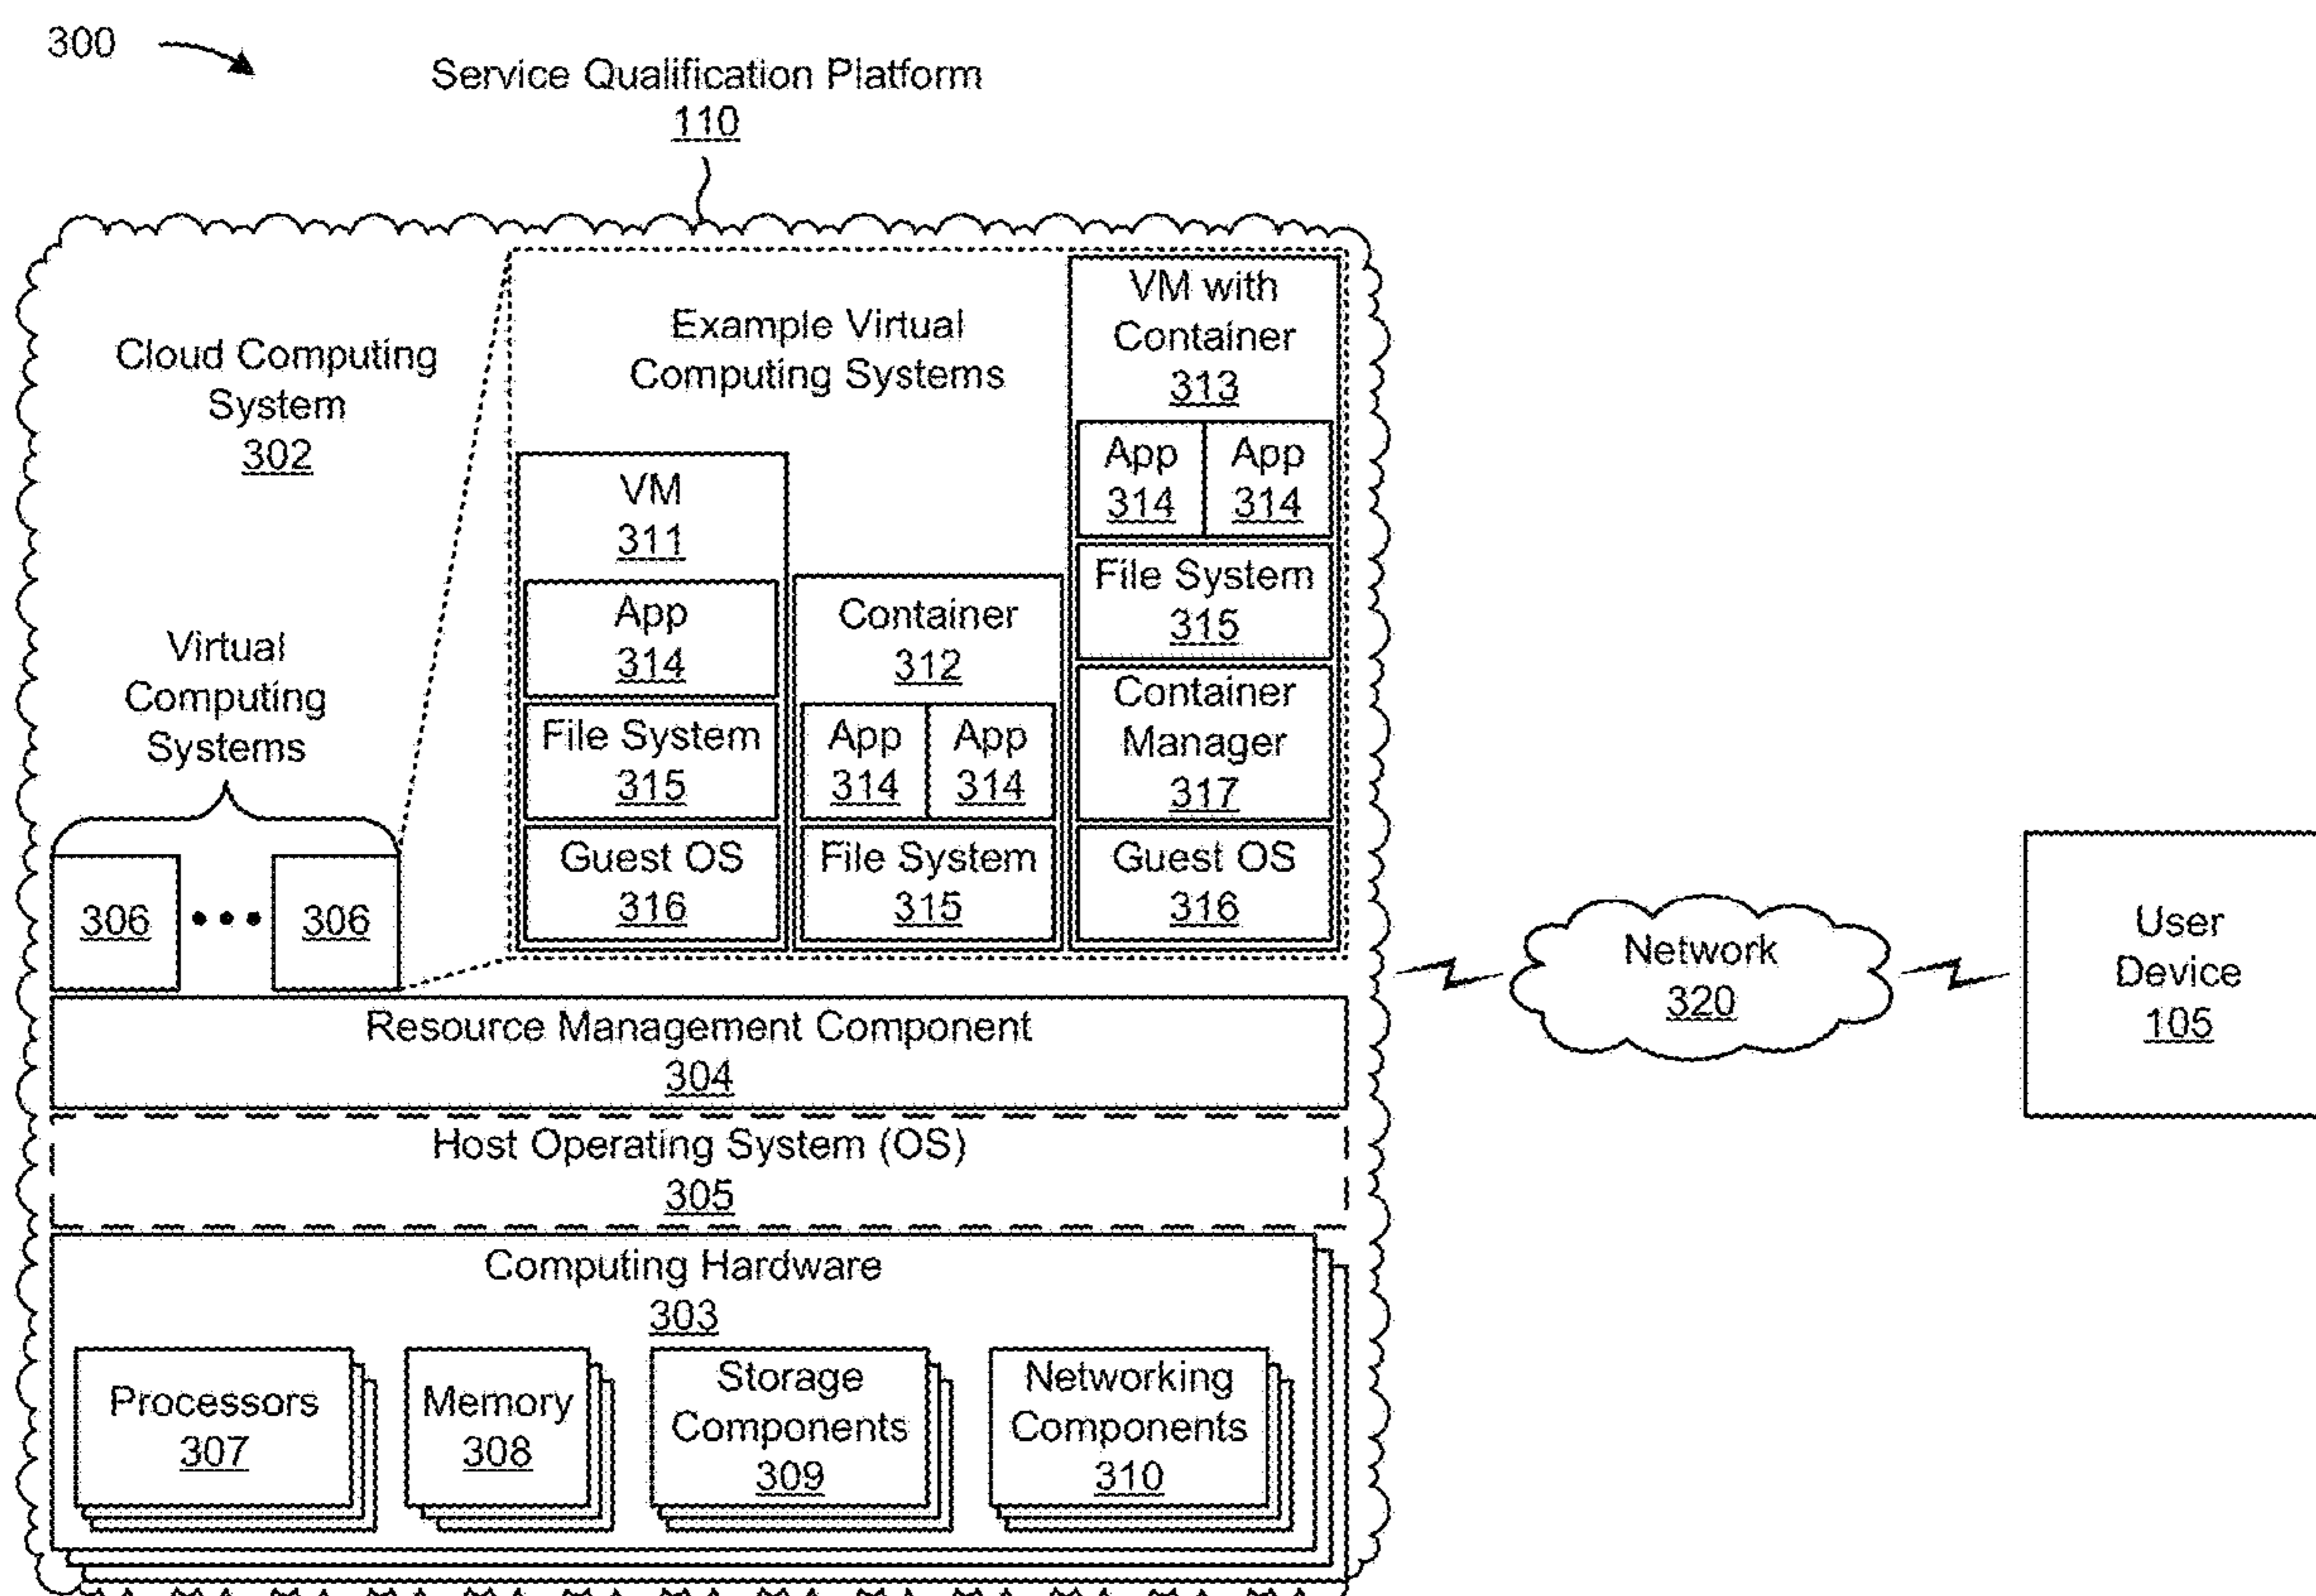 300
Service Qualification Platform
110
Cloud Computing
System
302
Example Virtual
Computing Systems
VM with
Container
313
App
314
App
314
File System
315
Container
Manager
317
Guest OS
316
VM
311
App
314
File System
315
Guest OS
316
Container
312
App
314
App
314
File System
315
Virtual
Computing
Systems
306
306
Resource Management Component
304
Host Operating System (OS)
305
Computing Hardware
303
Processors
307
Memory
308
Storage
Components
309
Networking
Components
310
Network
320
User
Device
105